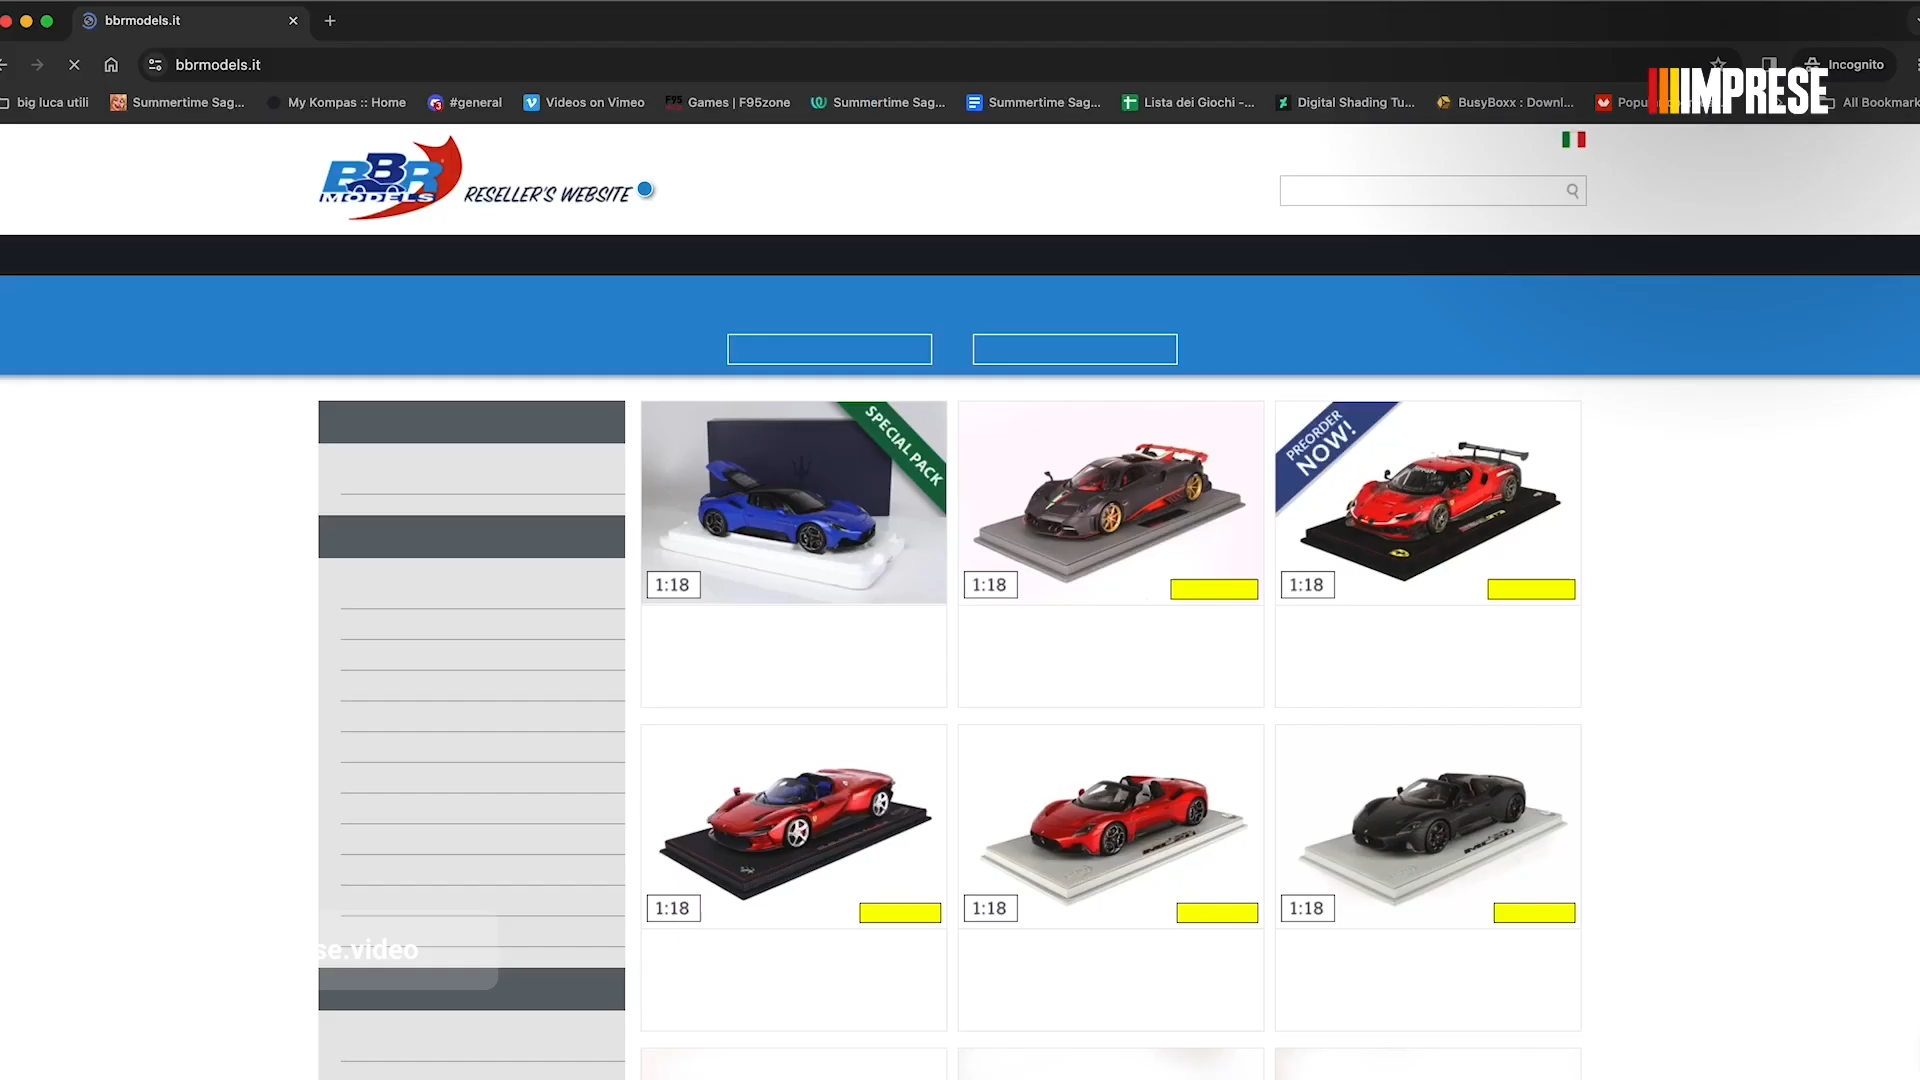 bbrmodels.it
bbrmodels.it
Incognito
big luca utili
Summertime Sag...
My Kompas :: Home
#general
Videos on Vimeo
F95 Games | F95zone
Summertime Sag...
Summertime Sag...
Lista dei Giochi -...
Digital Shading Tu...
BusyBoxx : Downl...
All Bookmark
IMPRESE
BBR
MODELS
RESELLER'S WEBSITE
SPECIAL PACK
1:18
1:18
PREORDER
NOW!
1:18
1:18
1:18
1:18
se.video